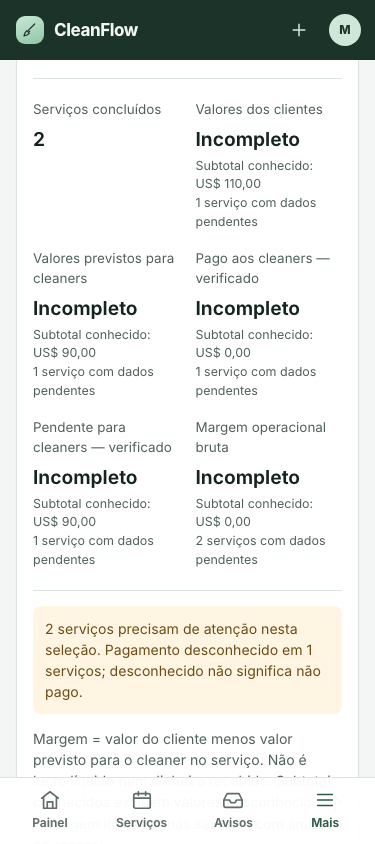 CleanFlow
M
Serviços concluídos
2
Valores dos clientes
Incompleto
Subtotal conhecido:
US$ 110,00
1 serviço com dados
pendentes
Valores previstos para
cleaners
Incompleto
Subtotal conhecido:
US$ 90,00
1 serviço com dados
pendentes
Pago aos cleaners —
verificado
Incompleto
Subtotal conhecido:
US$ 0,00
1 serviço com dados
pendentes
Pendente para
cleaners — verificado
Incompleto
Subtotal conhecido:
US$ 90,00
1 serviço com dados
pendentes
Margem operacional
bruta
Incompleto
Subtotal conhecido:
US$ 0,00
2 serviços com dados
pendentes
2 serviços precisam de atenção nesta
seleção. Pagamento desconhecido em 1
serviços; desconhecido não significa não
pago.
Margem = valor do cliente menos valor
previsto para o cleaner no serviço. Não é
Painel
Serviços
Avisos
Mais